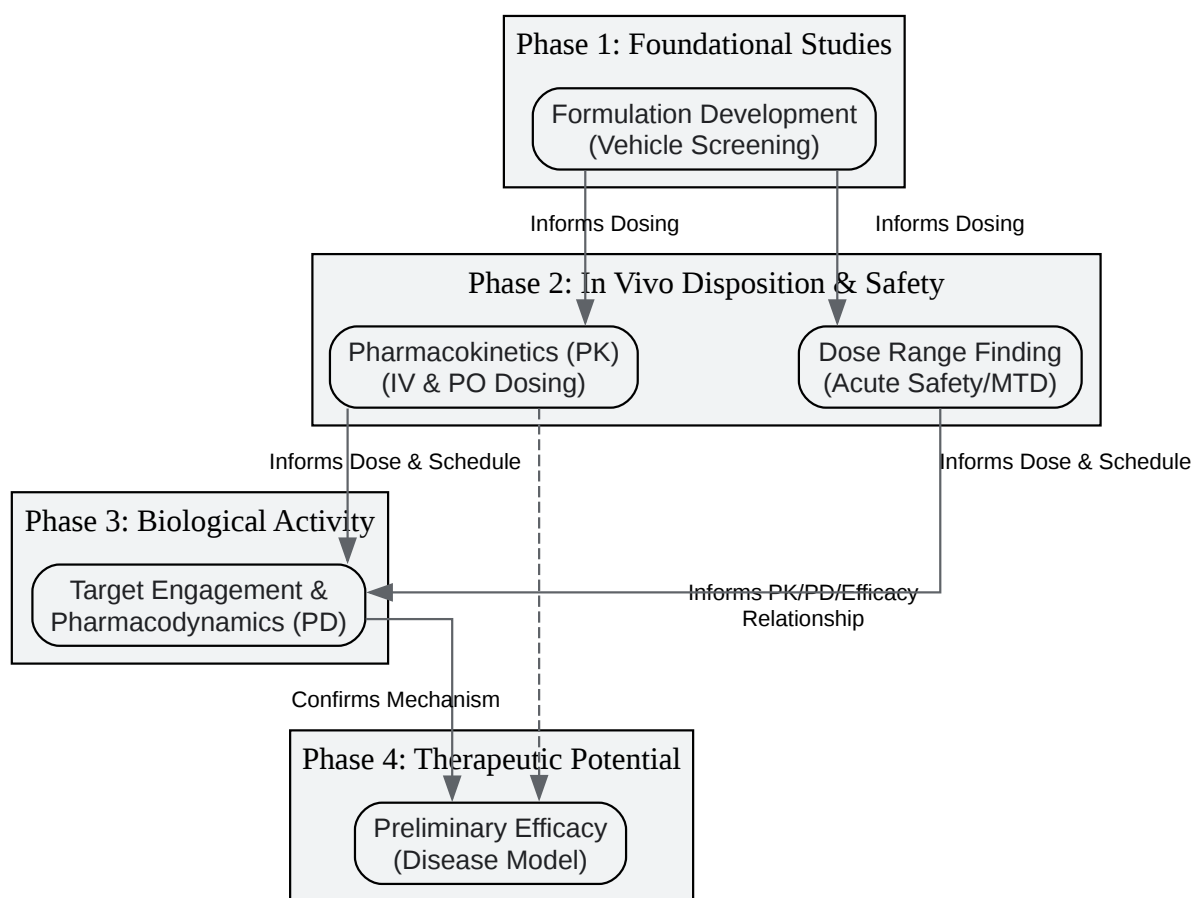 Phase 1: Foundational Studies
Formulation Development
(Vehicle Screening)
Informs Dosing
Informs Dosing
Phase 2: In Vivo Disposition & Safety
Pharmacokinetics (PK)
(IV & PO Dosing)
Dose Range Finding
(Acute Safety/MTD)
Informs Dose & Schedule
Informs Dose & Schedule
Phase 3: Biological Activity
Target Engagement &
Pharmacodynamics (PD)
Informs PK/PD/Efficacy
Relationship
Confirms Mechanism
Phase 4: Therapeutic Potential
Preliminary Efficacy
(Disease Model)